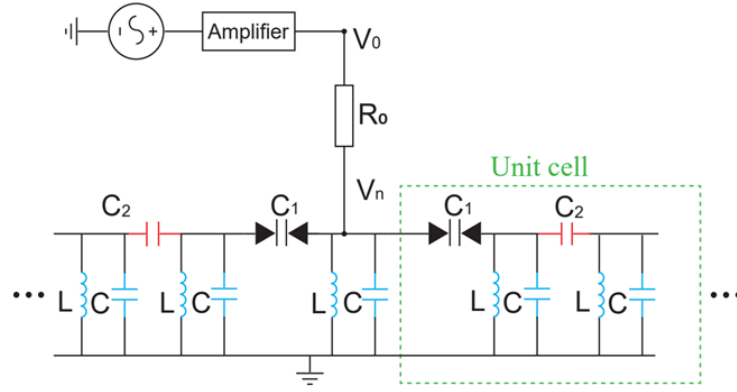 Amplifier V₀
R₀
Vₙ Unit cell
C₂ C₁ C₁ C₂
••• L C L C L C L C L C •••